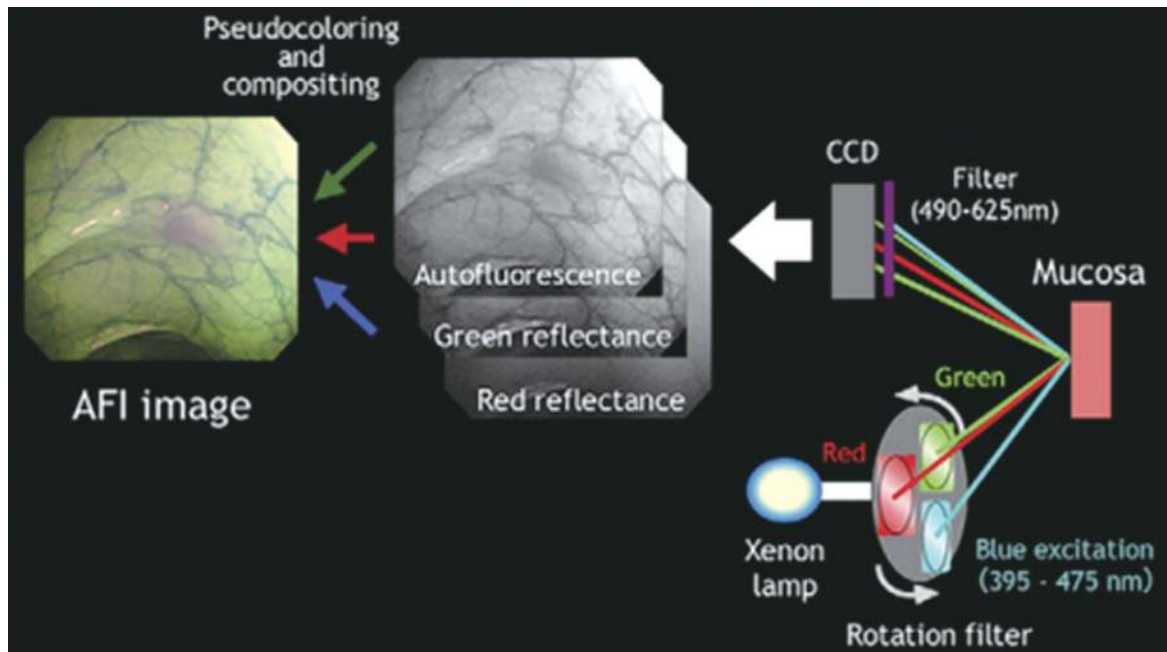 Pseudocoloring
and
compositing
AFI image
Autofluorescence
Green reflectance
Red reflectance
CCD
Filter
(490-625nm)
Mucosa
Green
Red
Xenon
lamp
Blue excitation
(395 - 475 nm)
Rotation filter